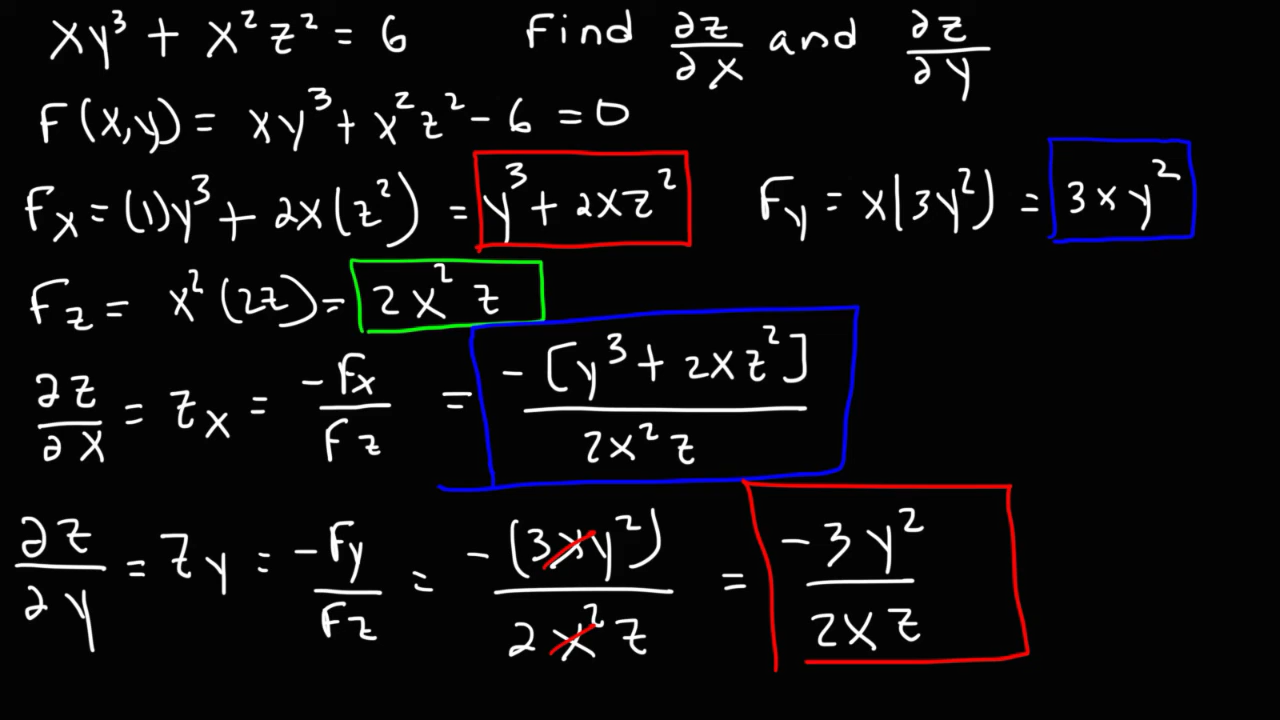 xy³ + x²z² = 6 Find ∂z/∂x and ∂z/∂y
F(x,y) = xy³ + x²z² - 6 = 0
Fx = (1)y³ + 2x(z²) = y³ + 2xz² Fy = x(3y²) = 3xy²
Fz = x²(2z) = 2x²z
∂z/∂x = zx = -Fx/Fz = -[y³ + 2xz²]/2x²z
∂z/∂y = zy = -Fy/Fz = -(3xy²)/2x²z = -3y²/2xz